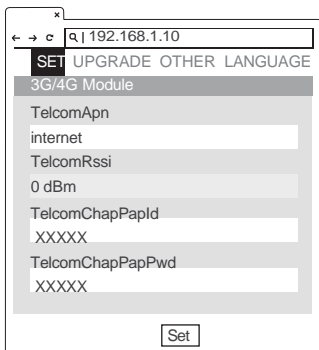 192.168.1.10
SET UPGRADE OTHER LANGUAGE
3G/4G Module
TelcomApn
internet
TelcomRssi
0 dBm
TelcomChapPapId
XXXXX
TelcomChapPapPwd
XXXXX
Set